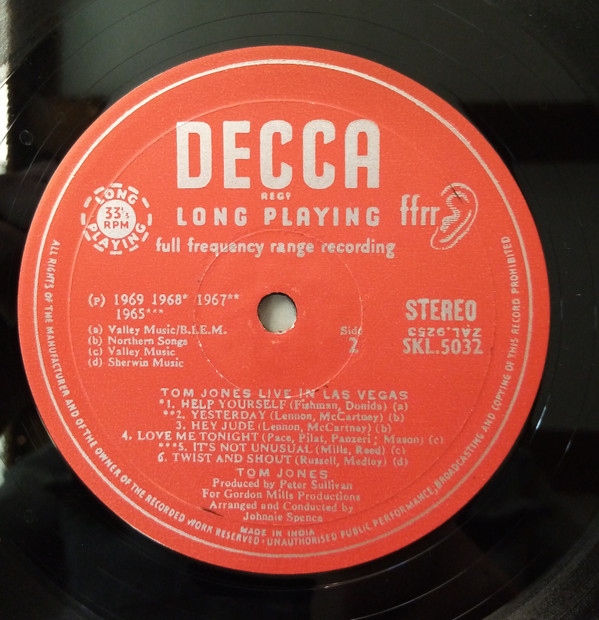 DECCA
REGD
LONG PLAYING
ffrr
full frequency range recording
LONG PLAYING
33⅓
RPM
(P) 1969 1968* 1967**
1965***
(a) Valley Music/B.I.E.M.
(b) Northern Songs
(c) Valley Music
(d) Sherwin Music
Side
2
STEREO
ZAL.9253
SKL.5032
TOM JONES LIVE IN LAS VEGAS
*1. HELP YOURSELF (Fishman, Donida) (a)
**2. YESTERDAY (Lennon, McCartney) (b)
3. HEY JUDE (Lennon, McCartney) (b)
4. LOVE ME TONIGHT (Pace, Pilat, Panzeri; Mason) (c)
***5. IT'S NOT UNUSUAL (Mills, Reed) (c)
6. TWIST AND SHOUT (Russell, Medley) (d)
TOM JONES
Produced by Peter Sullivan
For Gordon Mills Productions
Arranged and Conducted by
Johnnie Spence
MADE IN INDIA
ALL RIGHTS OF THE MANUFACTURER AND OF THE OWNER OF THE RECORDED WORK RESERVED • UNAUTHORISED PUBLIC PERFORMANCE, BROADCASTING AND COPYING OF THIS RECORD PROHIBITED